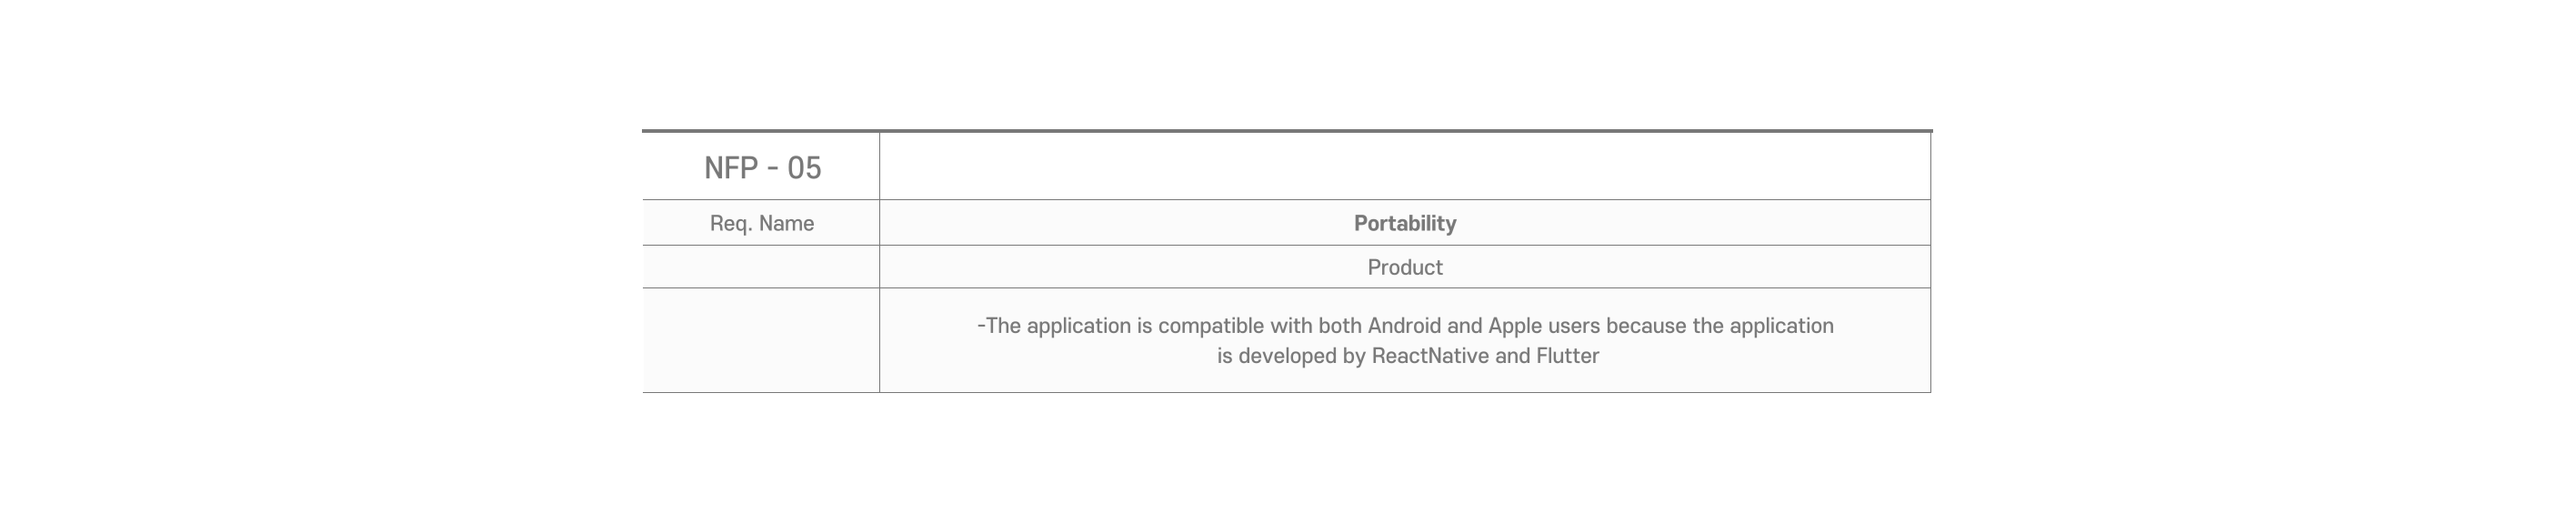 NFP - 05
Req. Name
Portability
Product
-The application is compatible with both Android and Apple users because the application
is developed by ReactNative and Flutter